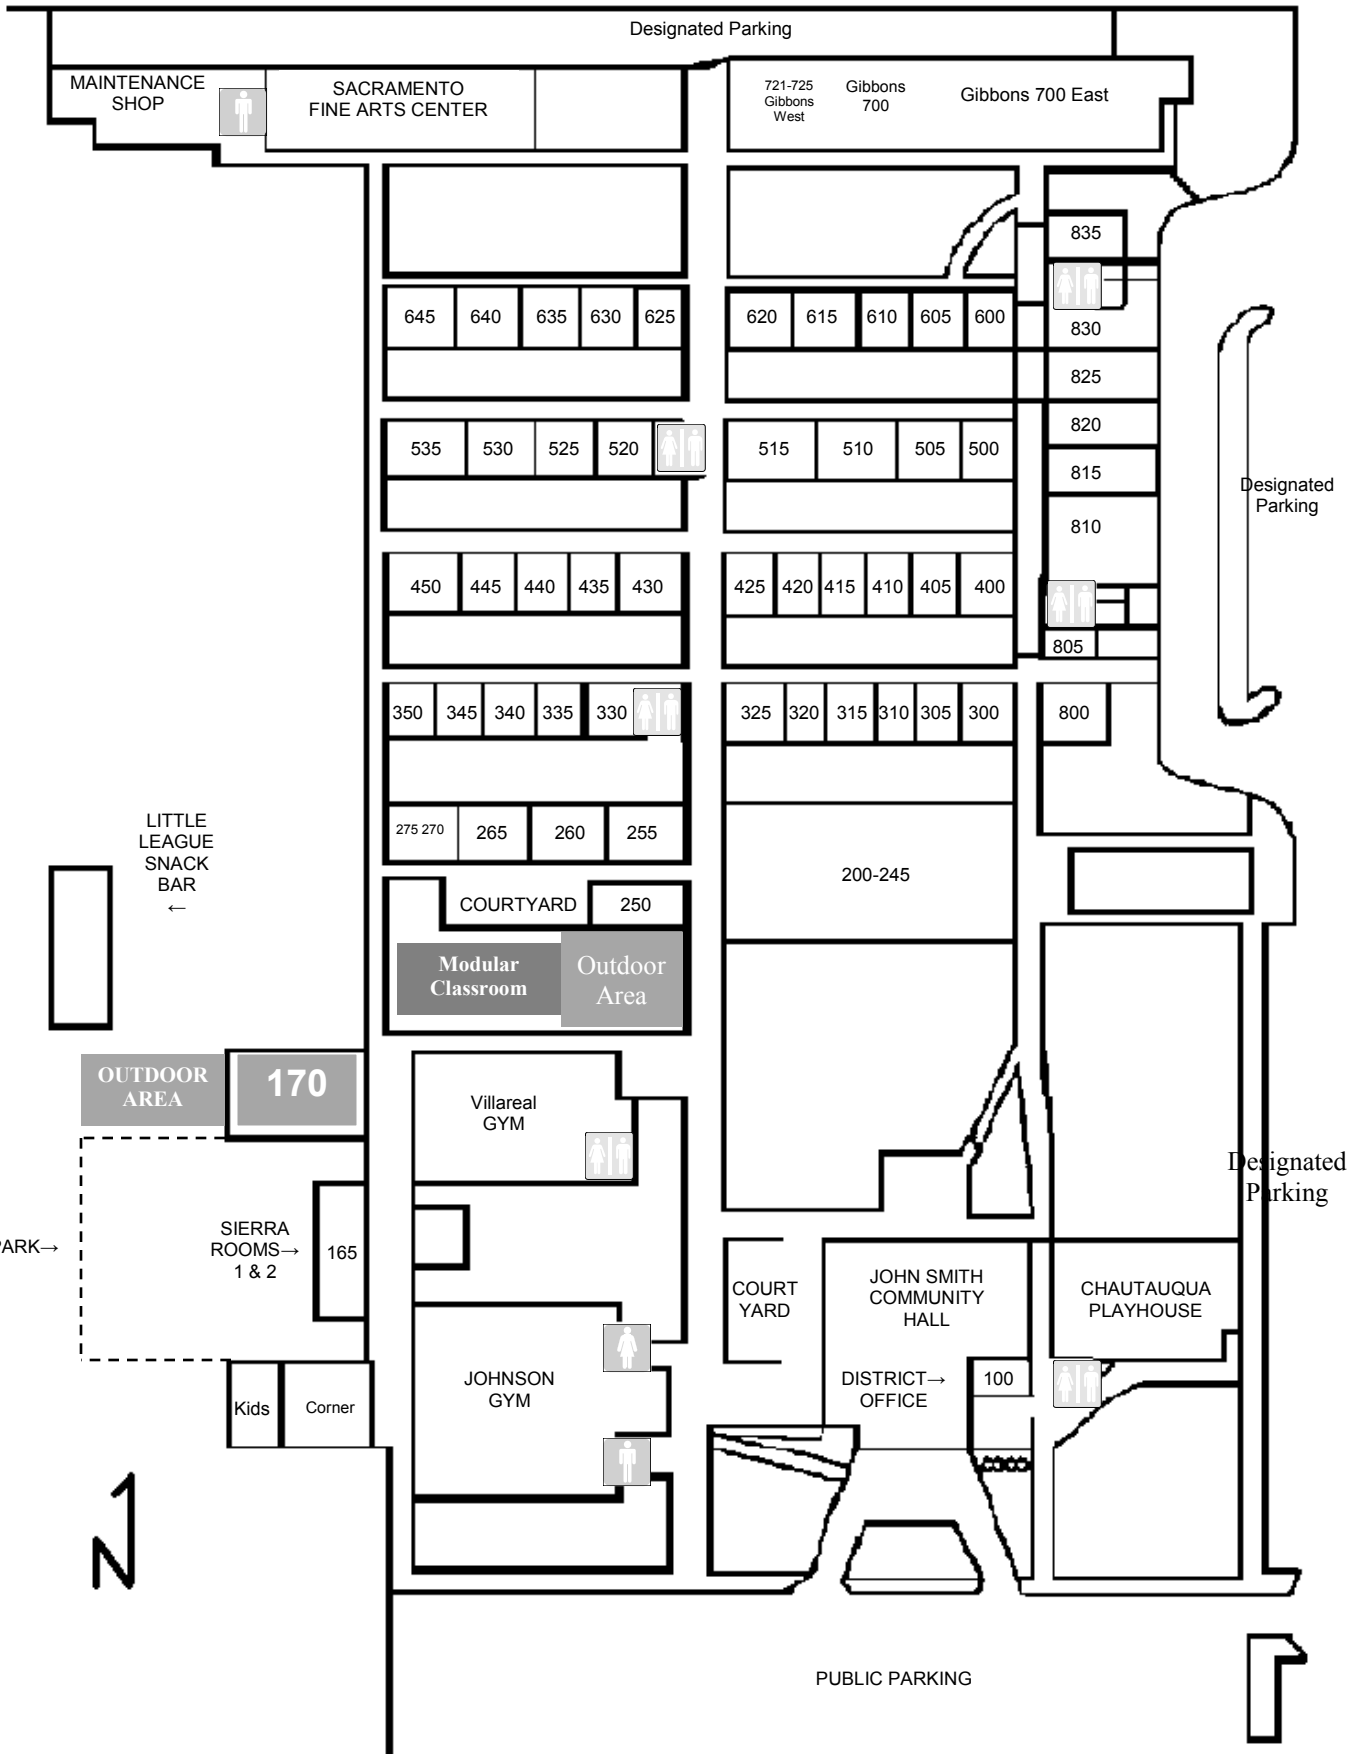 Designated Parking
MAINTENANCE
SHOP
SACRAMENTO
FINE ARTS CENTER
721-725
Gibbons
West
Gibbons
700
Gibbons 700 East
835
645 640 635 630 625 620 615 610 605 600
830
825
820
535 530 525 520 515 510 505 500
815
Designated
Parking
810
450 445 440 435 430 425 420 415 410 405 400
805
350 345 340 335 330 325 320 315 310 305 300 800
LITTLE
LEAGUE
SNACK
BAR
←
275 270 265 260 255
200-245
COURTYARD 250
Modular
Classroom
Outdoor
Area
OUTDOOR
AREA
170
Villareal
GYM
Designated
Parking
PARK→
SIERRA
ROOMS→
1 & 2
165
COURT
YARD
JOHN SMITH
COMMUNITY
HALL
CHAUTAUQUA
PLAYHOUSE
JOHNSON
GYM
DISTRICT→
OFFICE
100
Kids Corner
N
PUBLIC PARKING